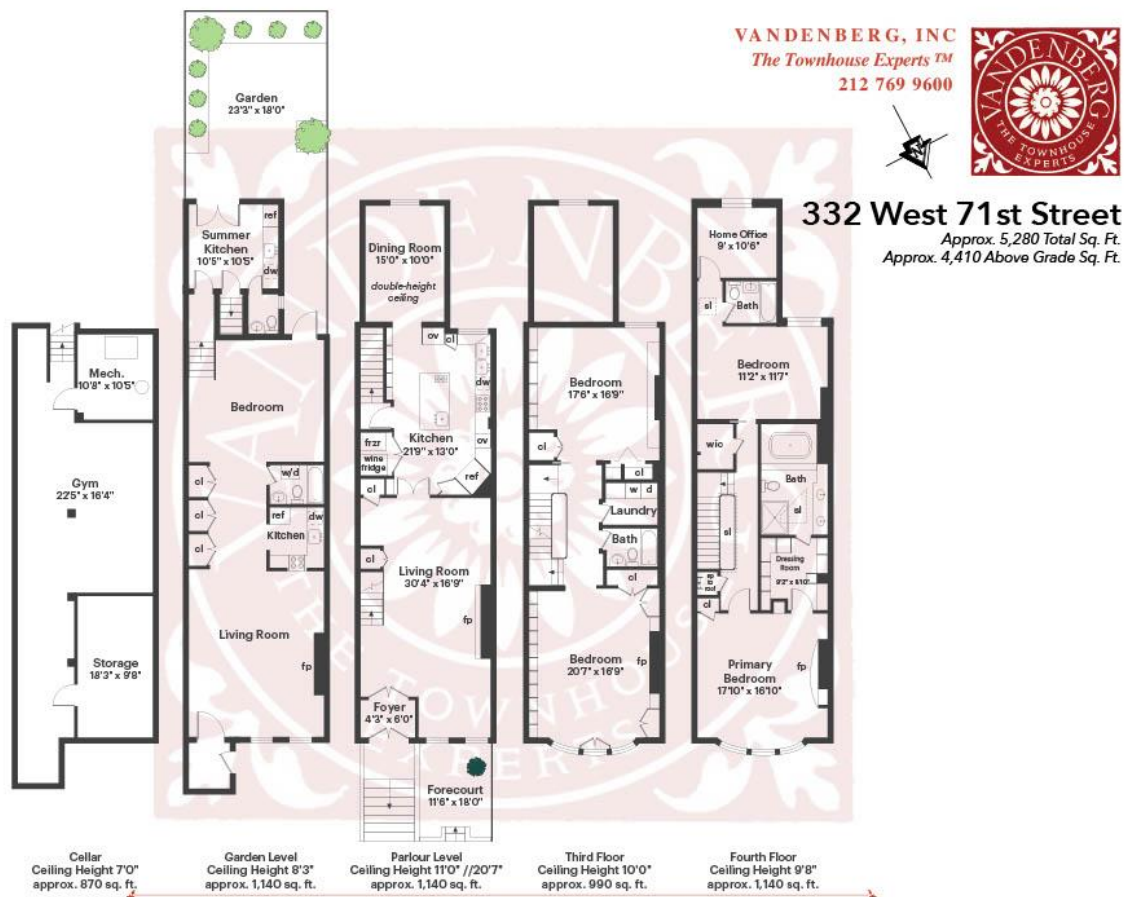 VANDENBERG, INC
The Townhouse Experts ™
212 769 9600
VANDENBERG
THE TOWNHOUSE
EXPERTS
332 West 71st Street
Approx. 5,280 Total Sq. Ft.
Approx. 4,410 Above Grade Sq. Ft.
Mech.
10'8" x 10'5"
Gym
22'5" x 16'4"
Storage
18'3" x 9'8"
Cellar
Ceiling Height 7'0"
approx. 870 sq. ft.
Garden
23'3" x 18'0"
Summer
Kitchen
10'5" x 10'5"
ref
dw
Bedroom
cl
cl
cl
w/d
ref
dw
Kitchen
Living Room
fp
Garden Level
Ceiling Height 8'3"
approx. 1,140 sq. ft.
Dining Room
15'0" x 10'0"
double-height
ceiling
ov
cl
dw
Kitchen
21'9" x 13'0"
ov
frzr
wine
fridge
ref
cl
cl
Living Room
30'4" x 16'9"
fp
Foyer
4'3" x 6'0"
Forecourt
11'6" x 18'0"
Parlour Level
Ceiling Height 11'0" //20'7"
approx. 1,140 sq. ft.
Bedroom
17'6" x 16'9"
cl
cl
w d
Laundry
Bath
cl
Bedroom
20'7" x 16'9"
fp
Third Floor
Ceiling Height 10'0"
approx. 990 sq. ft.
Home Office
9' x 10'6"
sl
Bath
Bedroom
11'2" x 11'7"
wic
Bath
sl
sl
Dressing
Room
cl
Primary
Bedroom
17'10" x 16'10"
fp
Fourth Floor
Ceiling Height 9'8"
approx. 1,140 sq. ft.
VANDENBERG
THE TOWNHOUSE
EXPERTS